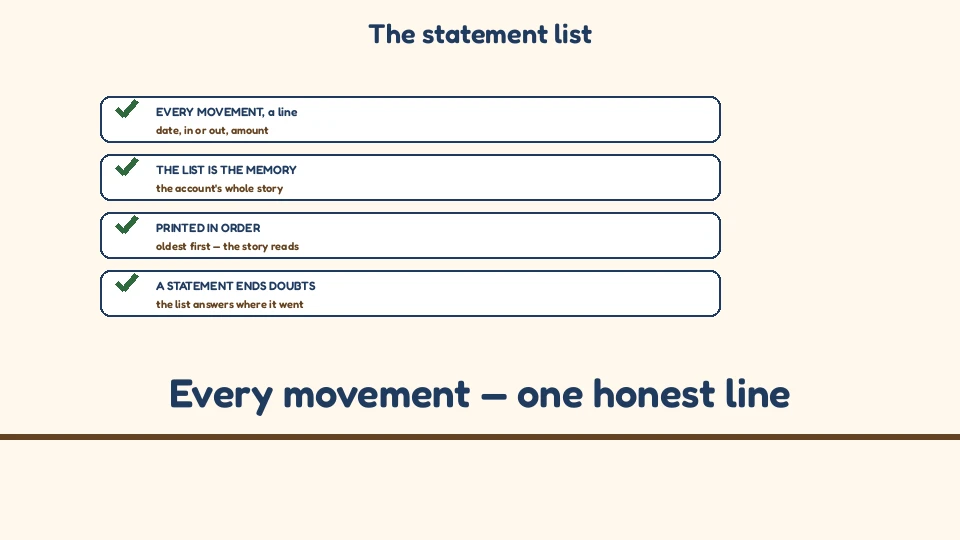 The statement list
EVERY MOVEMENT, a line
date, in or out, amount
THE LIST IS THE MEMORY
the account's whole story
PRINTED IN ORDER
oldest first — the story reads
A STATEMENT ENDS DOUBTS
the list answers where it went
Every movement — one honest line